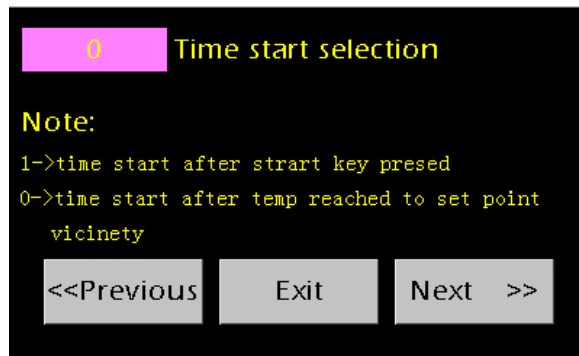 0 Time start selection
Note:
1->time start after strart key presed
0->time start after temp reached to set point
vicinety
<<Previous Exit Next >>